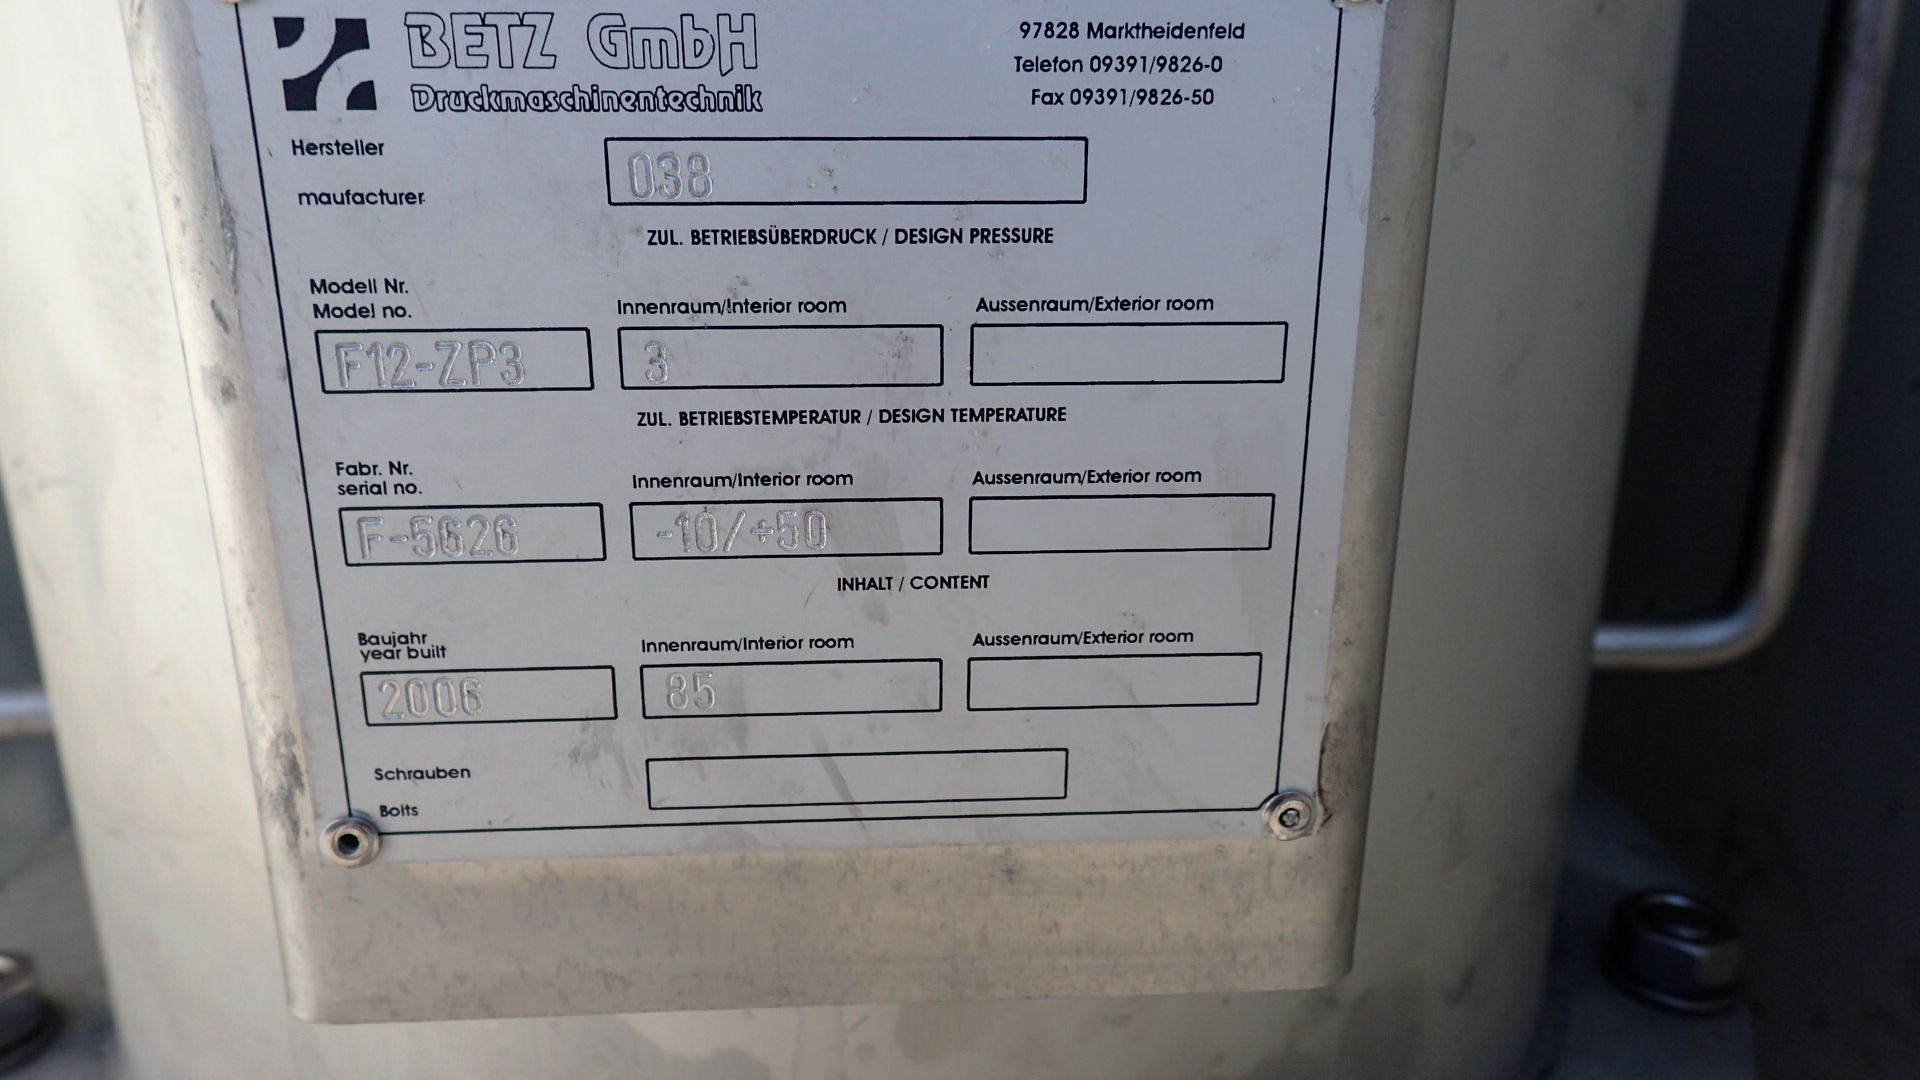 BETZ GmbH
Druckmaschinentechnik
97828 Marktheidenfeld
Telefon 09391/9826-0
Fax 09391/9826-50
Hersteller
maufacturer
038
ZUL. BETRIEBSÜBERDRUCK / DESIGN PRESSURE
Modell Nr.
Model no.
Innenraum/Interior room
Aussenraum/Exterior room
F12-ZP3
3
ZUL. BETRIEBSTEMPERATUR / DESIGN TEMPERATURE
Fabr. Nr.
serial no.
Innenraum/Interior room
Aussenraum/Exterior room
F-5626
-10/+50
INHALT / CONTENT
Baujahr
year built
Innenraum/Interior room
Aussenraum/Exterior room
2006
85
Schrauben
Bolts